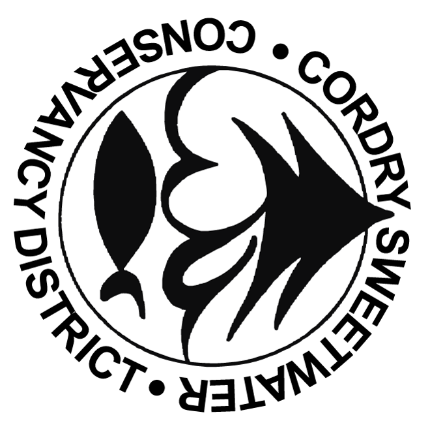 CORDRY SWEETWATER •
CONSERVANCY DISTRICT •